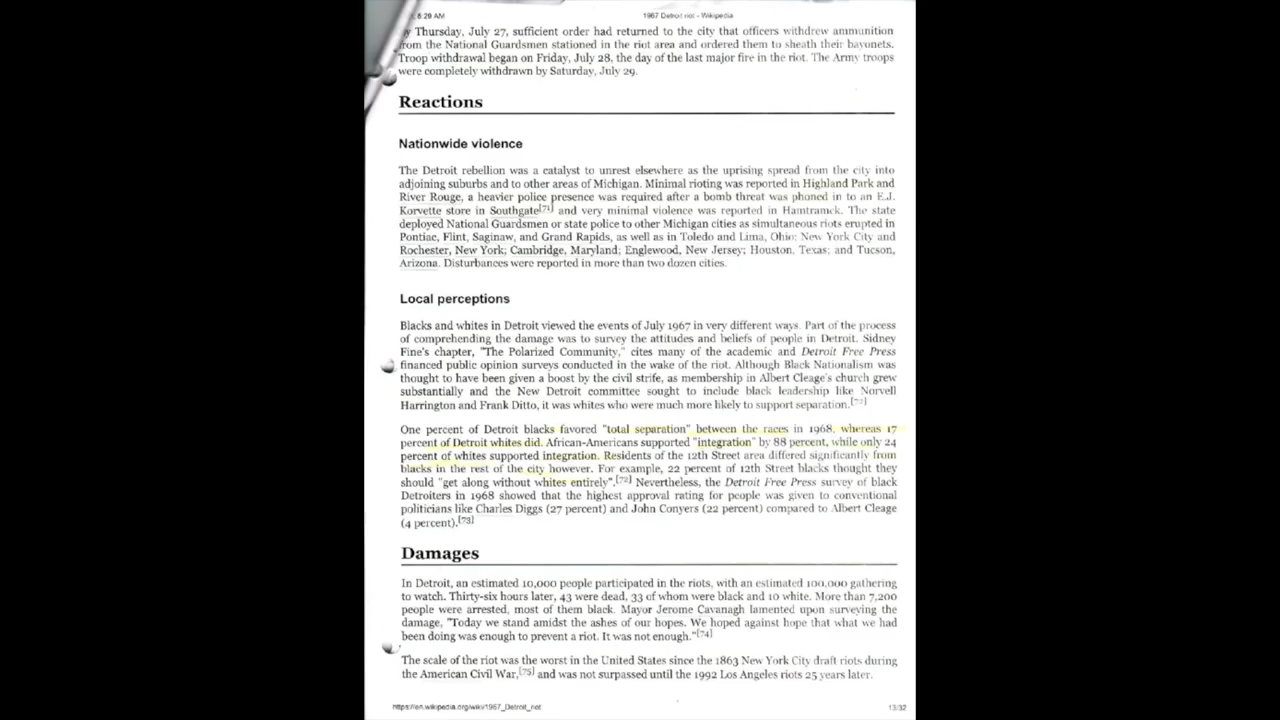 8:29 AM 1967 Detroit riot - Wikipedia
Thursday, July 27, sufficient order had returned to the city that officers withdrew ammunition
from the National Guardsmen stationed in the riot area and ordered them to sheath their bayonets.
Troop withdrawal began on Friday, July 28, the day of the last major fire in the riot. The Army troops
were completely withdrawn by Saturday, July 29.
Reactions
Nationwide violence
The Detroit rebellion was a catalyst to unrest elsewhere as the uprising spread from the city into
adjoining suburbs and to other areas of Michigan. Minimal rioting was reported in Highland Park and
River Rouge, a heavier police presence was required after a bomb threat was phoned in to an E.J.
Korvette store in Southgate[71] and very minimal violence was reported in Hamtramck. The state
deployed National Guardsmen or state police to other Michigan cities as simultaneous riots erupted in
Pontiac, Flint, Saginaw, and Grand Rapids, as well as in Toledo and Lima, Ohio; New York City and
Rochester, New York; Cambridge, Maryland; Englewood, New Jersey; Houston, Texas; and Tucson,
Arizona. Disturbances were reported in more than two dozen cities.
Local perceptions
Blacks and whites in Detroit viewed the events of July 1967 in very different ways. Part of the process
of comprehending the damage was to survey the attitudes and beliefs of people in Detroit. Sidney
Fine's chapter, "The Polarized Community," cites many of the academic and Detroit Free Press
financed public opinion surveys conducted in the wake of the riot. Although Black Nationalism was
thought to have been given a boost by the civil strife, as membership in Albert Cleage's church grew
substantially and the New Detroit committee sought to include black leadership like Norvell
Harrington and Frank Ditto, it was whites who were much more likely to support separation.[72]
One percent of Detroit blacks favored "total separation" between the races in 1968, whereas 17
percent of Detroit whites did. African-Americans supported "integration" by 88 percent, while only 24
percent of whites supported integration. Residents of the 12th Street area differed significantly from
blacks in the rest of the city however. For example, 22 percent of 12th Street blacks thought they
should "get along without whites entirely".[72] Nevertheless, the Detroit Free Press survey of black
Detroiters in 1968 showed that the highest approval rating for people was given to conventional
politicians like Charles Diggs (27 percent) and John Conyers (22 percent) compared to Albert Cleage
(4 percent).[73]
Damages
In Detroit, an estimated 10,000 people participated in the riots, with an estimated 100,000 gathering
to watch. Thirty-six hours later, 43 were dead, 33 of whom were black and 10 white. More than 7,200
people were arrested, most of them black. Mayor Jerome Cavanagh lamented upon surveying the
damage, "Today we stand amidst the ashes of our hopes. We hoped against hope that what we had
been doing was enough to prevent a riot. It was not enough."[74]
The scale of the riot was the worst in the United States since the 1863 New York City draft riots during
the American Civil War,[75] and was not surpassed until the 1992 Los Angeles riots 25 years later.
https://en.wikipedia.org/wiki/1967_Detroit_riot 13/32